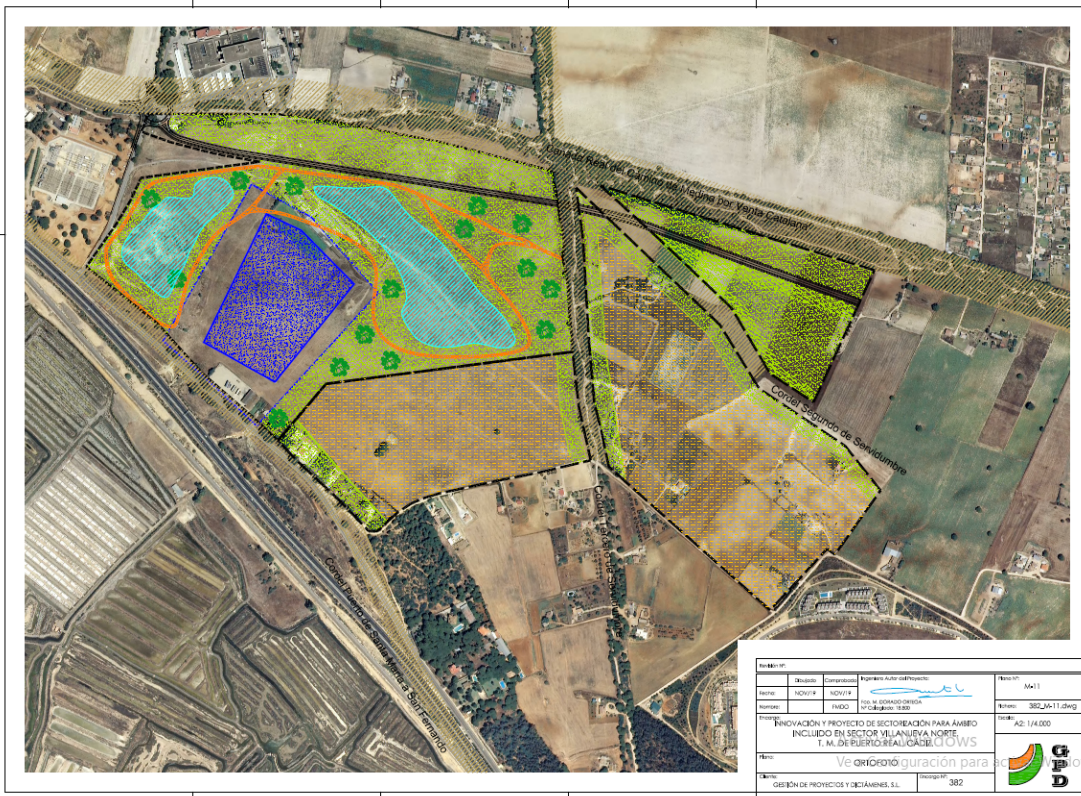 Cañada Real del Camino de Medina por Venta Catalana
Cordel Segundo de Servidumbre
Cordel Puerto de Santa María a San Fernando
Revisión Nº:
Dibujado
Comprobado
Ingeniero Autor del Proyecto:
Plano Nº:
M-11
Fecha:
NOV/19
NOV/19
Nombre:
FMDO
Fdo. M. DORADO ORTEGA
Nº Colegiado: 18.800
Fichero: 382_M-11.dwg
Encargo:
INNOVACIÓN Y PROYECTO DE SECTORIZACIÓN PARA ÁMBITO
INCLUIDO EN SECTOR VILLANUEVA NORTE.
T. M. DE PUERTO REAL/CÁDIZ.
Escala:
A2: 1/4.000
Plano:
ORTOFOTO
Cliente:
GESTIÓN DE PROYECTOS Y DICTÁMENES, S.L.
Encargo Nº:
382
GPD